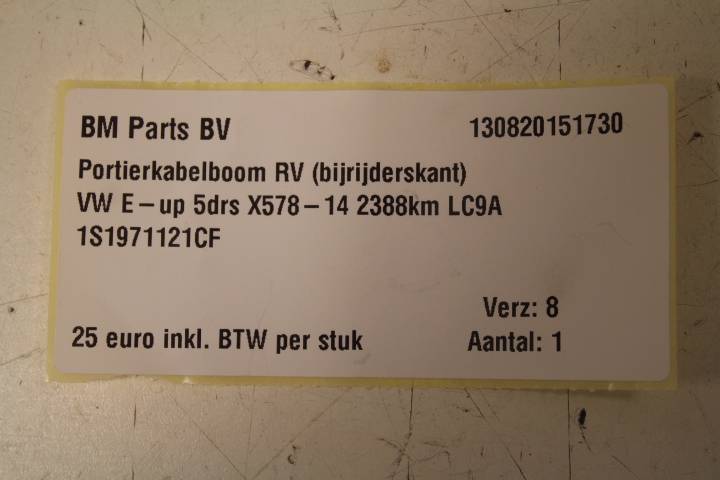 BM Parts BV 130820151730
Portierkabelboom RV (bijrijderskant)
VW E-up 5drs X578-14 2388km LC9A
1S1971121CF
Verz: 8
25 euro inkl. BTW per stuk Aantal: 1